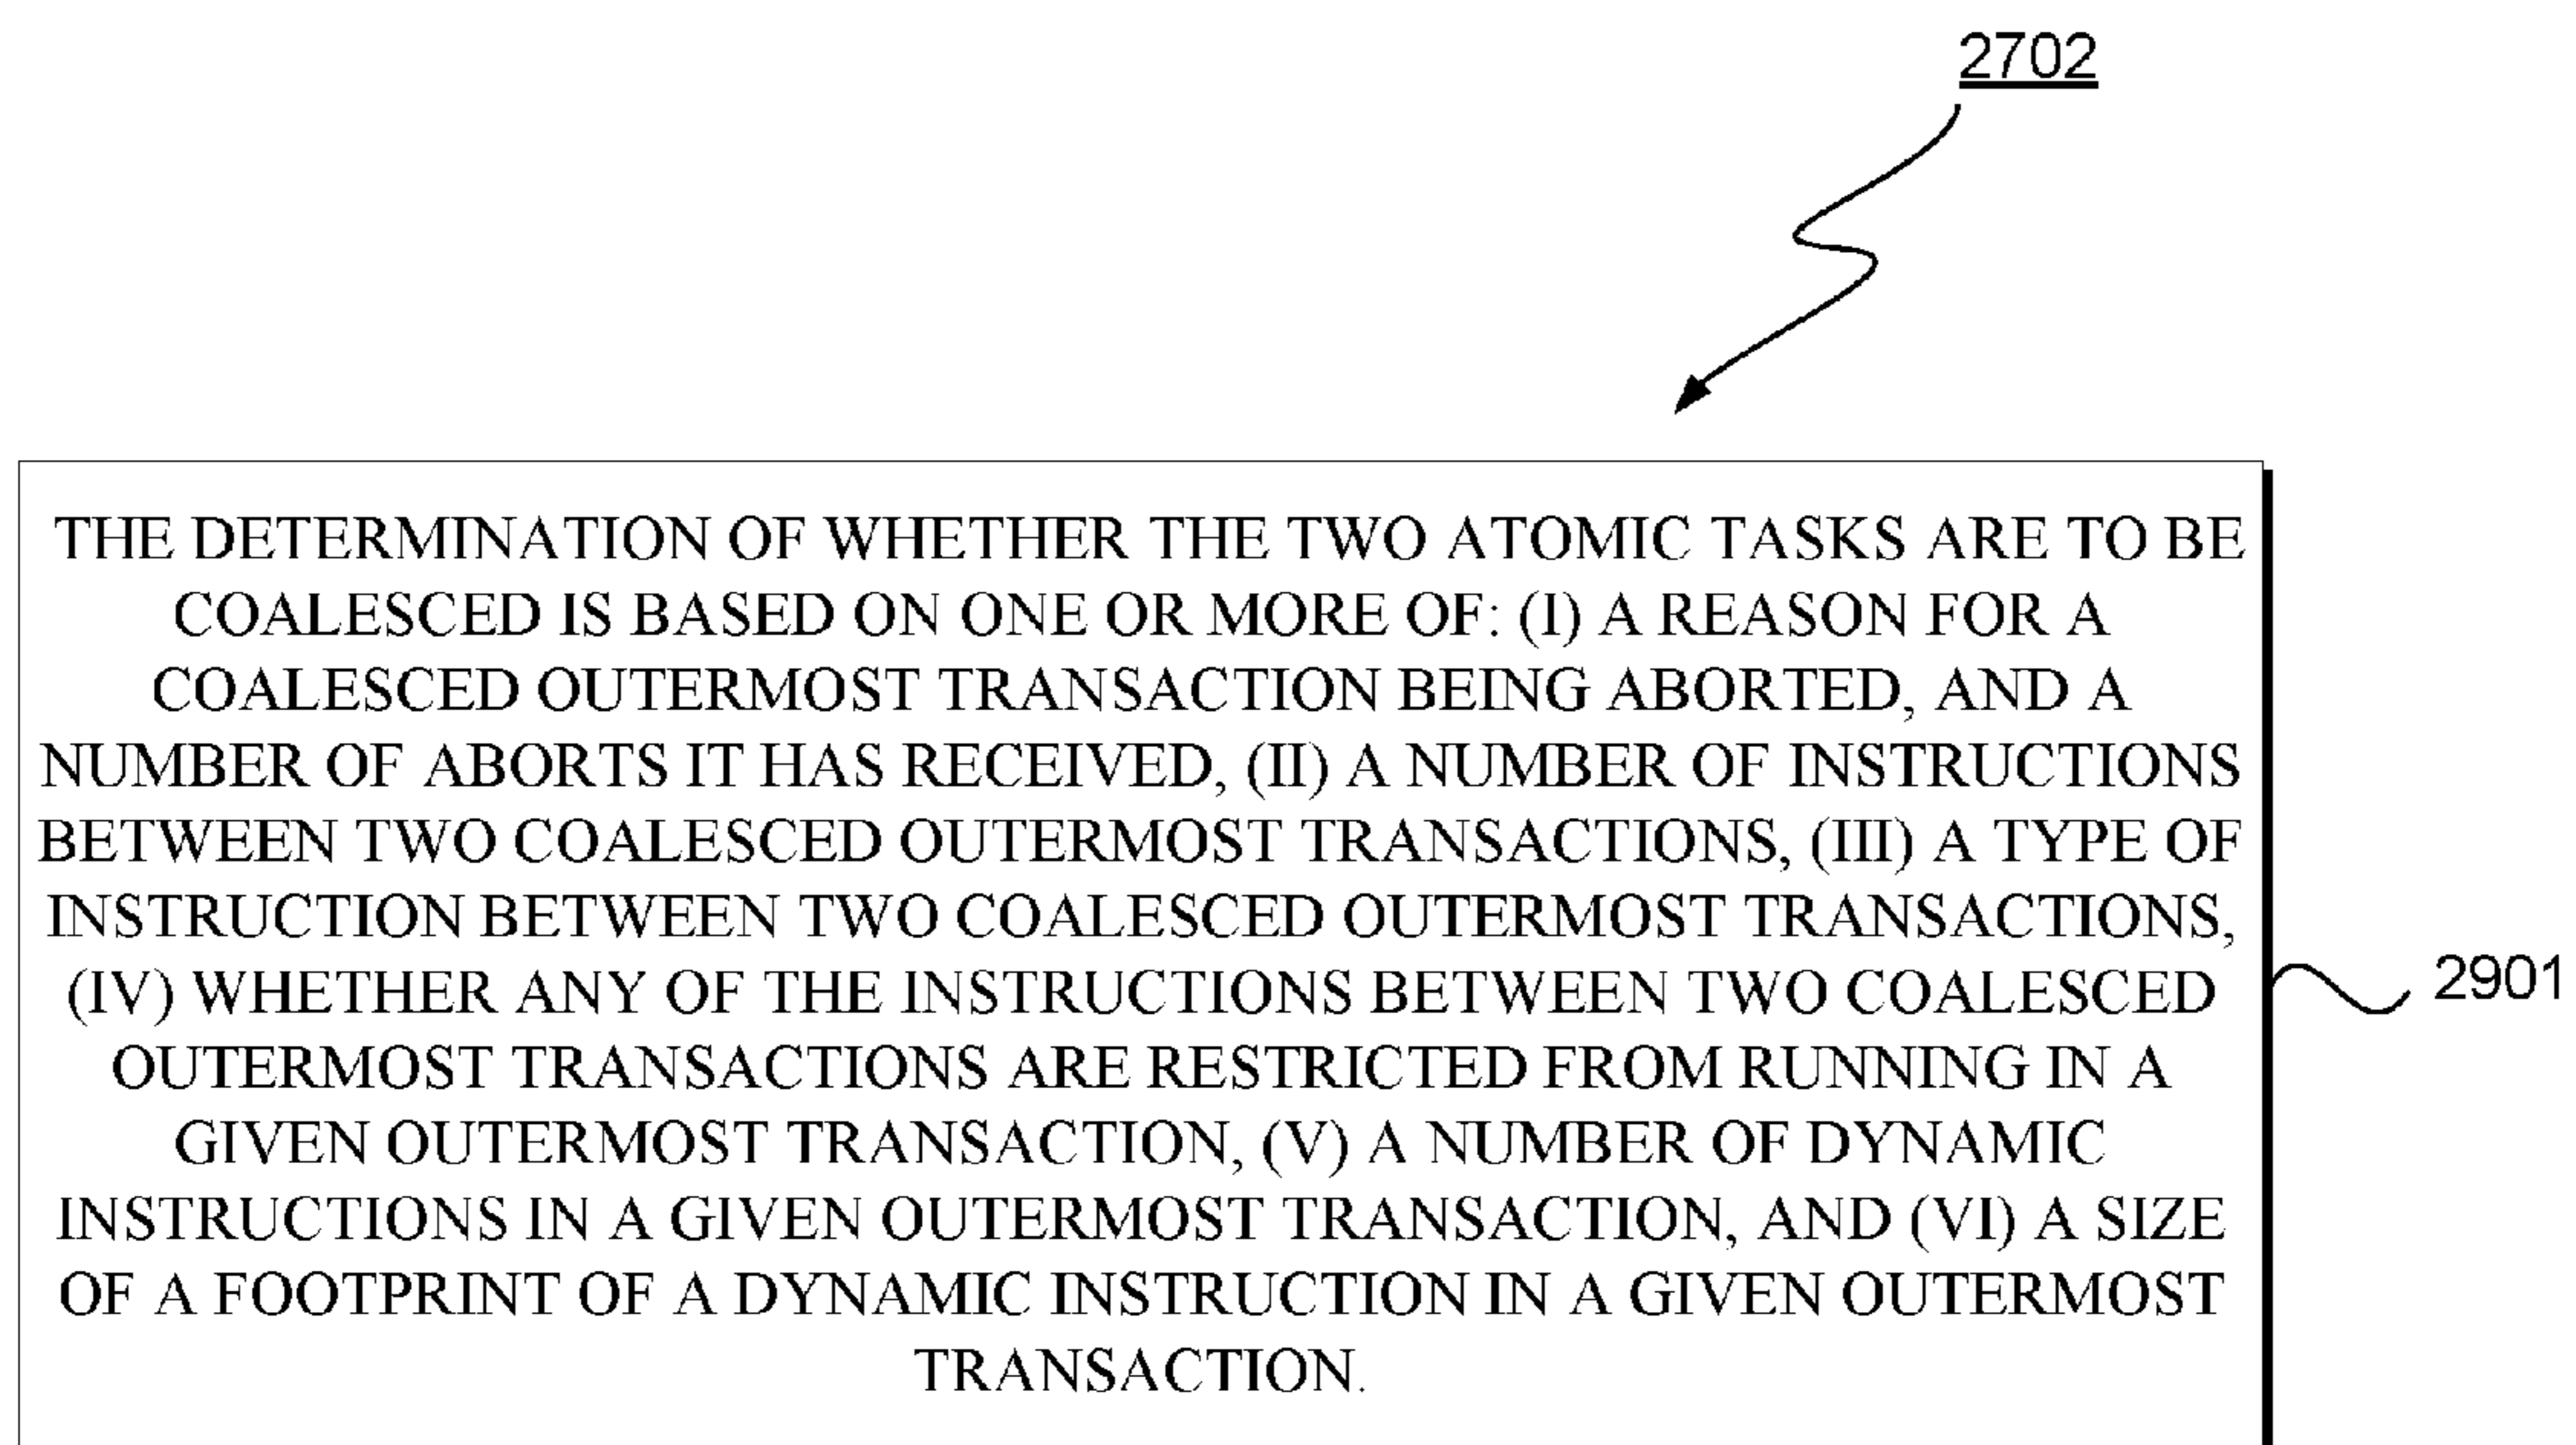 2702
THE DETERMINATION OF WHETHER THE TWO ATOMIC TASKS ARE TO BE
COALESCED IS BASED ON ONE OR MORE OF: (I) A REASON FOR A
COALESCED OUTERMOST TRANSACTION BEING ABORTED, AND A
NUMBER OF ABORTS IT HAS RECEIVED, (II) A NUMBER OF INSTRUCTIONS
BETWEEN TWO COALESCED OUTERMOST TRANSACTIONS, (III) A TYPE OF
INSTRUCTION BETWEEN TWO COALESCED OUTERMOST TRANSACTIONS,
(IV) WHETHER ANY OF THE INSTRUCTIONS BETWEEN TWO COALESCED
OUTERMOST TRANSACTIONS ARE RESTRICTED FROM RUNNING IN A
GIVEN OUTERMOST TRANSACTION, (V) A NUMBER OF DYNAMIC
INSTRUCTIONS IN A GIVEN OUTERMOST TRANSACTION, AND (VI) A SIZE
OF A FOOTPRINT OF A DYNAMIC INSTRUCTION IN A GIVEN OUTERMOST
TRANSACTION.
2901